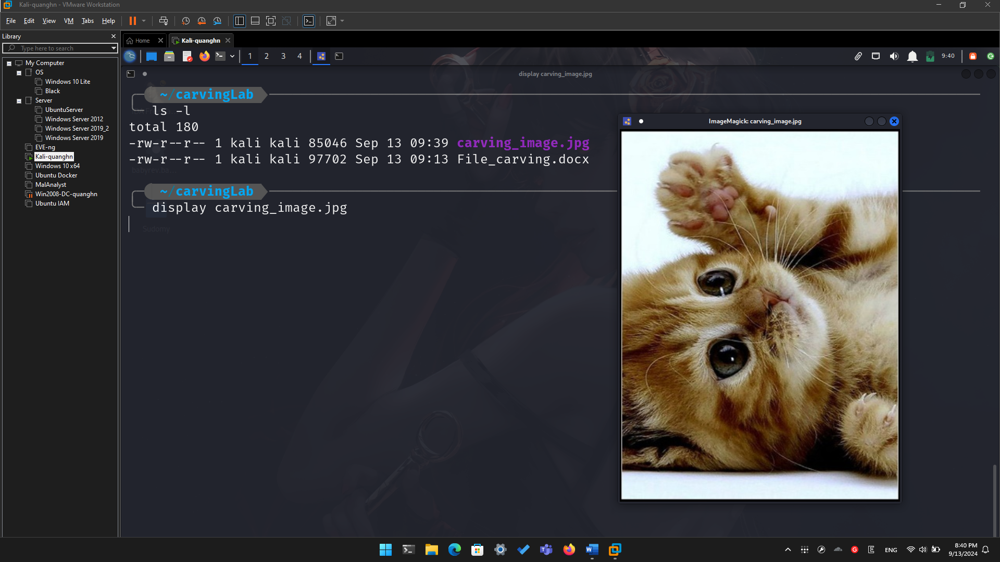 Kali-quanghn - VMware Workstation
File Edit View VM Tabs Help
Library
Type here to search
My Computer
OS
Windows 10 Lite
Black
Server
UbuntuServer
Windows Server 2012
Windows Server 2019_2
Windows Server 2019
EVE-ng
Kali-quanghn
Windows 10 x64
Ubuntu Docker
MalAnalyst
Win2008-DC-quanghn
Ubuntu IAM
Home Kali-quanghn
1 2 3 4
9:40
display carving_image.jpg
~/carvingLab
ls -l
total 180
-rw-r--r-- 1 kali kali 85046 Sep 13 09:39 carving_image.jpg
-rw-r--r-- 1 kali kali 97702 Sep 13 09:13 File_carving.docx
babyrev.ba...
~/carvingLab
display carving_image.jpg
Sudomy
ImageMagick: carving_image.jpg
ENG
8:40 PM
9/13/2024